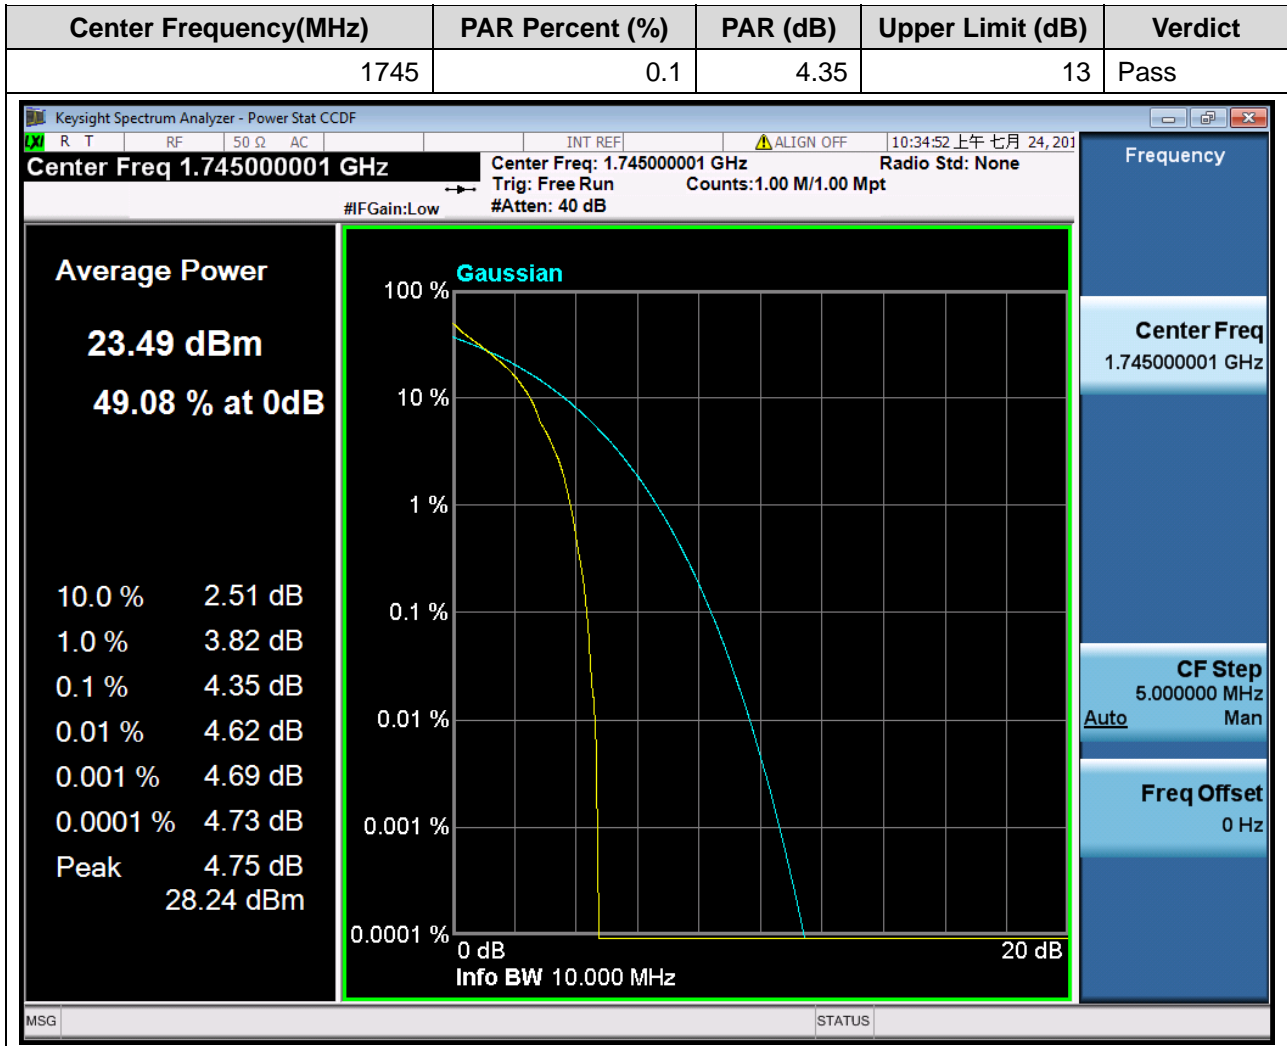 Center Frequency(MHz) PAR Percent (%) PAR (dB) Upper Limit (dB) Verdict
1745 0.1 4.35 13 Pass
Keysight Spectrum Analyzer - Power Stat CCDF
LXI R T RF 50 Ω AC INT REF ALIGN OFF 10:34:52 上午 七月 24, 201
Center Freq 1.745000001 GHz
Center Freq: 1.745000001 GHz Radio Std: None
Trig: Free Run Counts:1.00 M/1.00 Mpt
#IFGain:Low #Atten: 40 dB
Average Power
23.49 dBm
49.08 % at 0dB
10.0 % 2.51 dB
1.0 % 3.82 dB
0.1 % 4.35 dB
0.01 % 4.62 dB
0.001 % 4.69 dB
0.0001 % 4.73 dB
Peak 4.75 dB
28.24 dBm
Gaussian
100 %
10 %
1 %
0.1 %
0.01 %
0.001 %
0.0001 %
0 dB 20 dB
Info BW 10.000 MHz
Frequency
Center Freq
1.745000001 GHz
CF Step
5.000000 MHz
Auto Man
Freq Offset
0 Hz
MSG STATUS